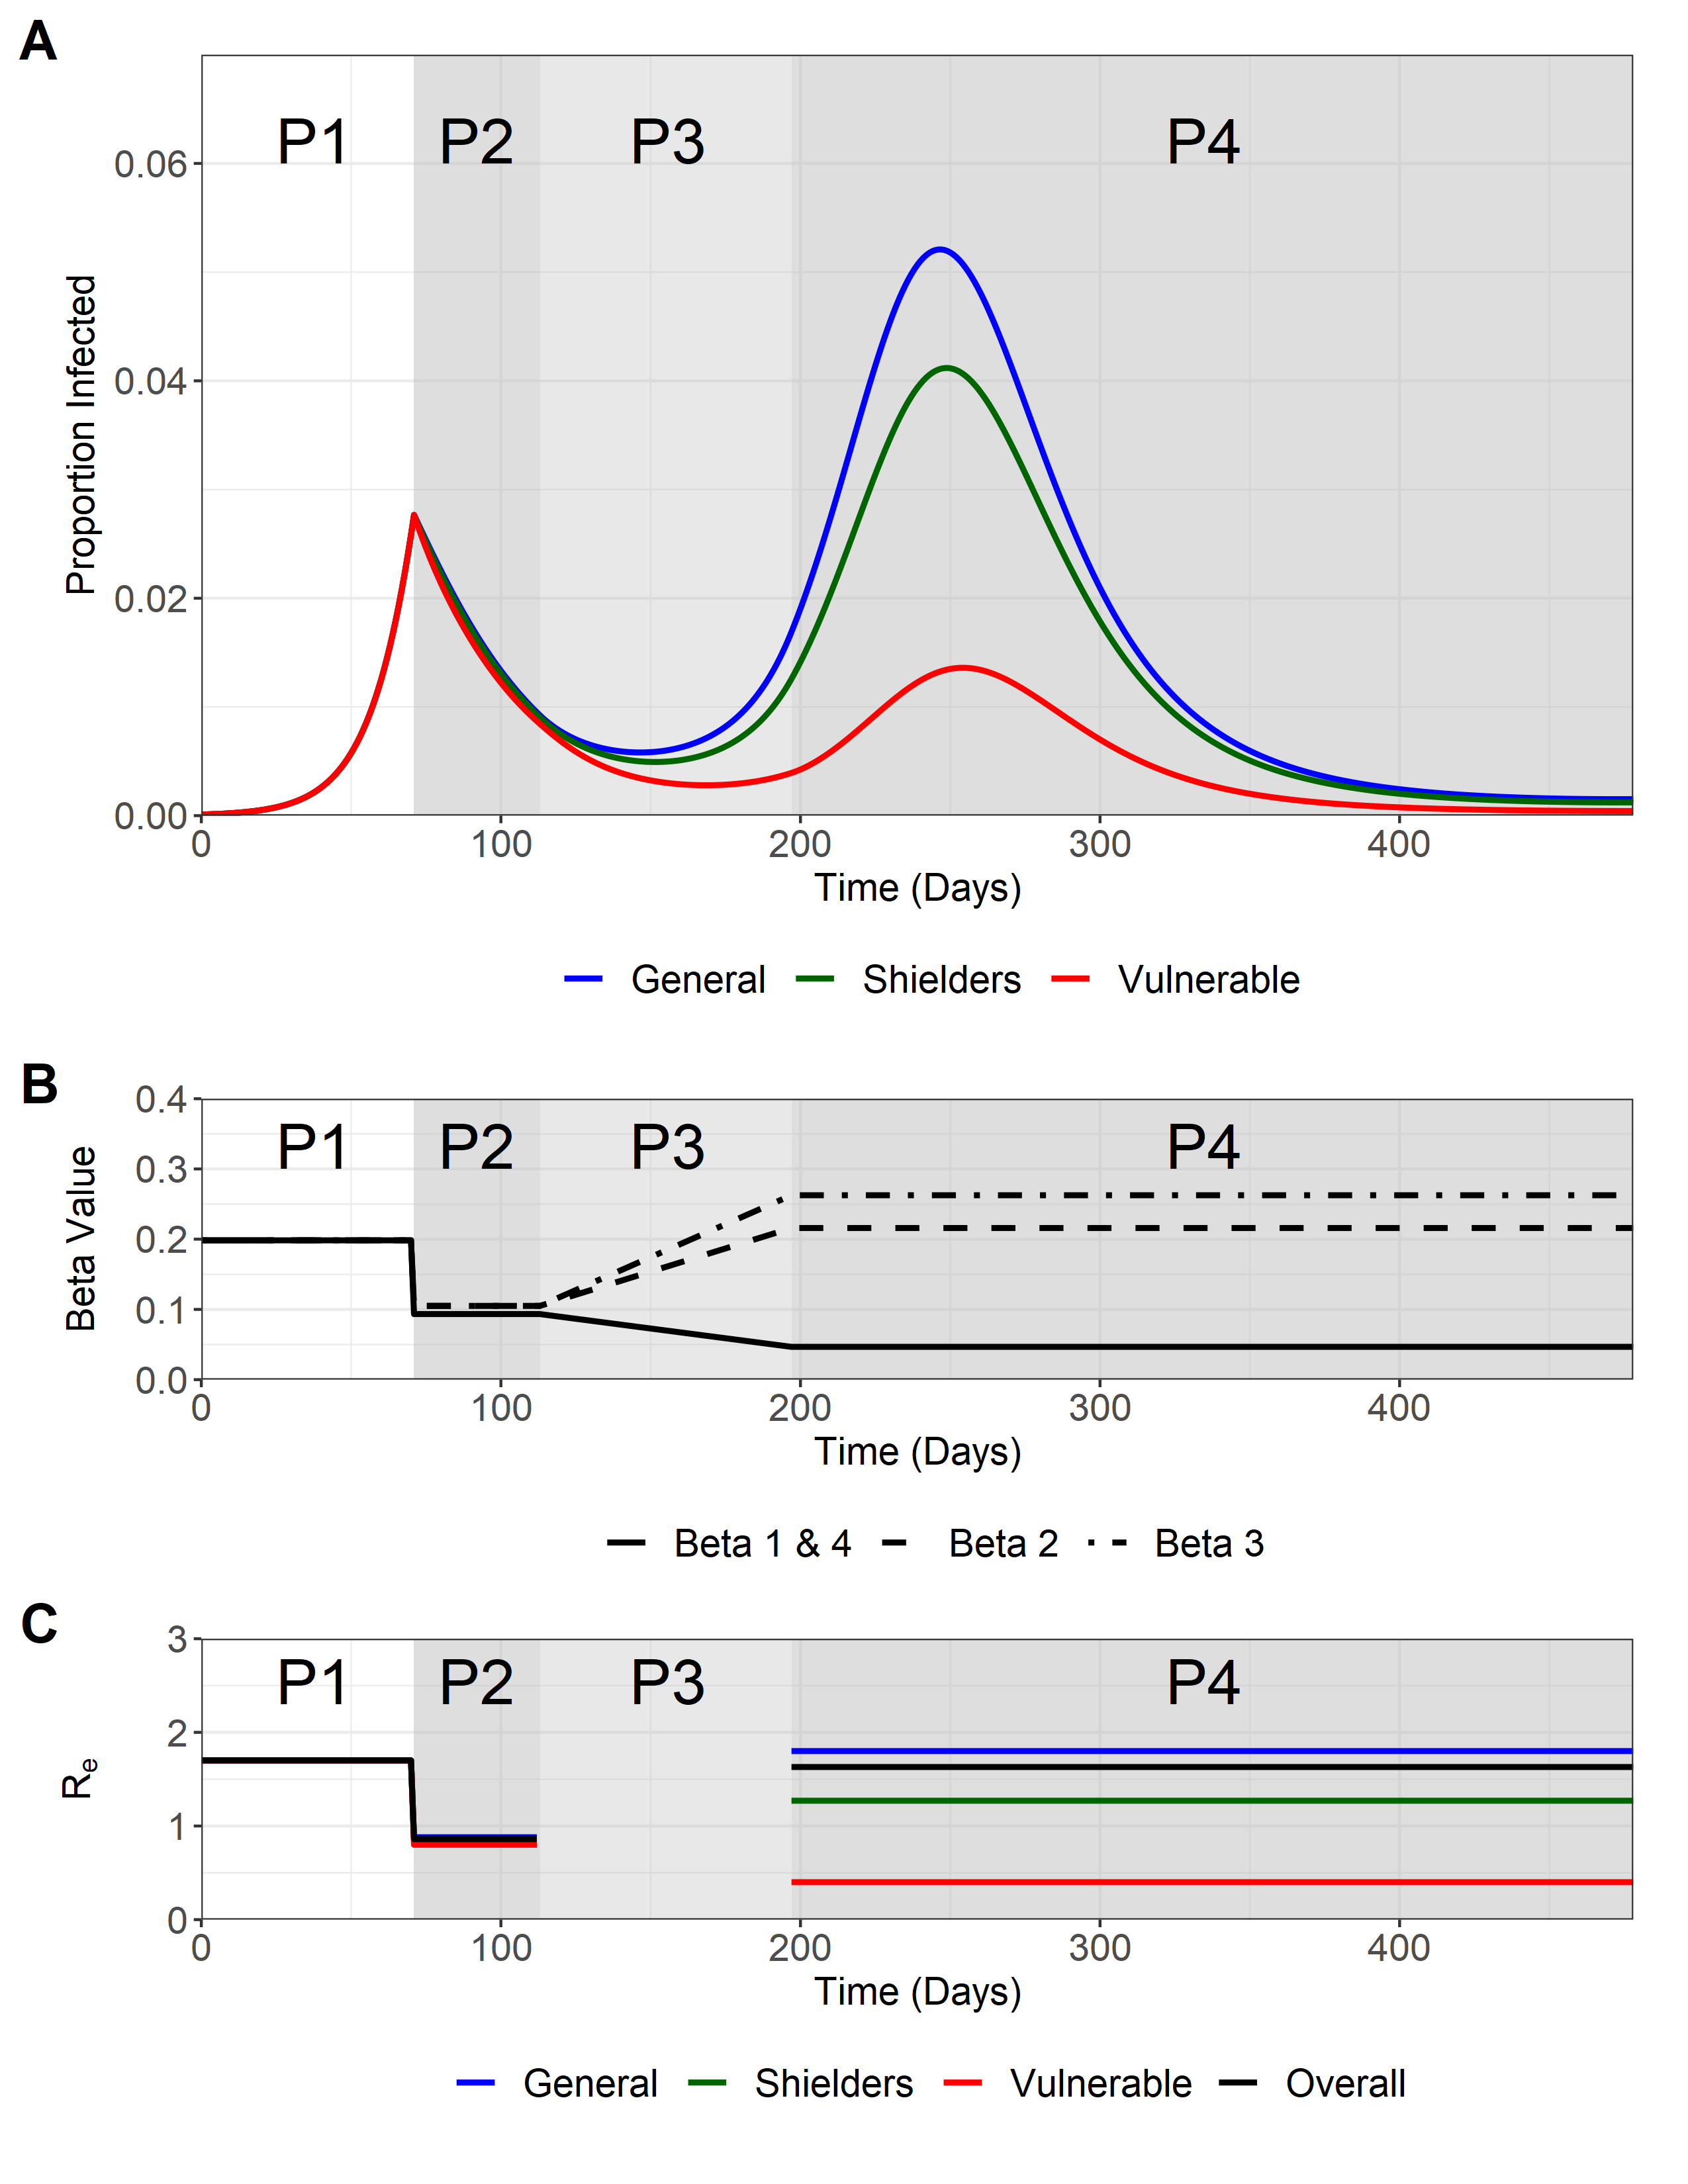 A
P1 P2 P3 P4
0.06
0.04
0.02
0.00
Proportion Infected
0 100 200 300 400
Time (Days)
General Shielders Vulnerable
B
P1 P2 P3 P4
0.4
0.3
0.2
0.1
0.0
Beta Value
0 100 200 300 400
Time (Days)
Beta 1 & 4 Beta 2 Beta 3
C
P1 P2 P3 P4
3
2
1
0
Re
0 100 200 300 400
Time (Days)
General Shielders Vulnerable Overall